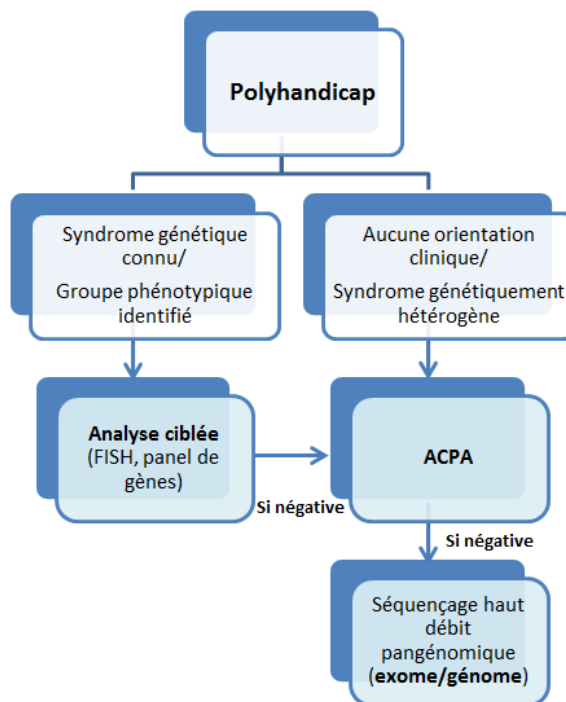 Polyhandicap
Syndrome génétique
connu/
Groupe phénotypique
identifié
Aucune orientation
clinique/
Syndrome génétiquement
hétérogène
Analyse ciblée
(FISH, panel de
gènes)
Si négative
ACPA
Si négative
Séquençage haut
débit
pangénomique
(exome/génome)